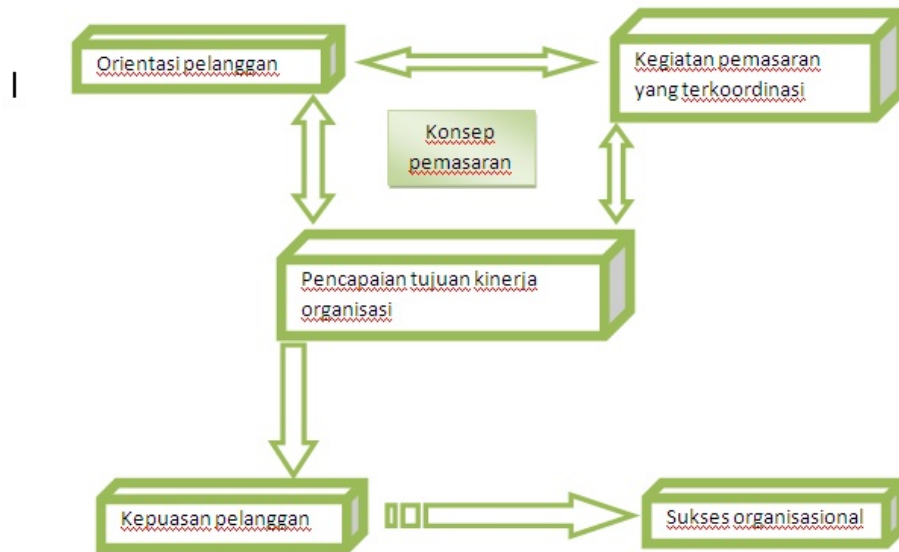 Orientasi pelanggan
Kegiatan pemasaran
yang terkoordinasi
Konsep
pemasaran
Pencapaian tujuan kinerja
organisasi
Kepuasan pelanggan
Sukses organisasional